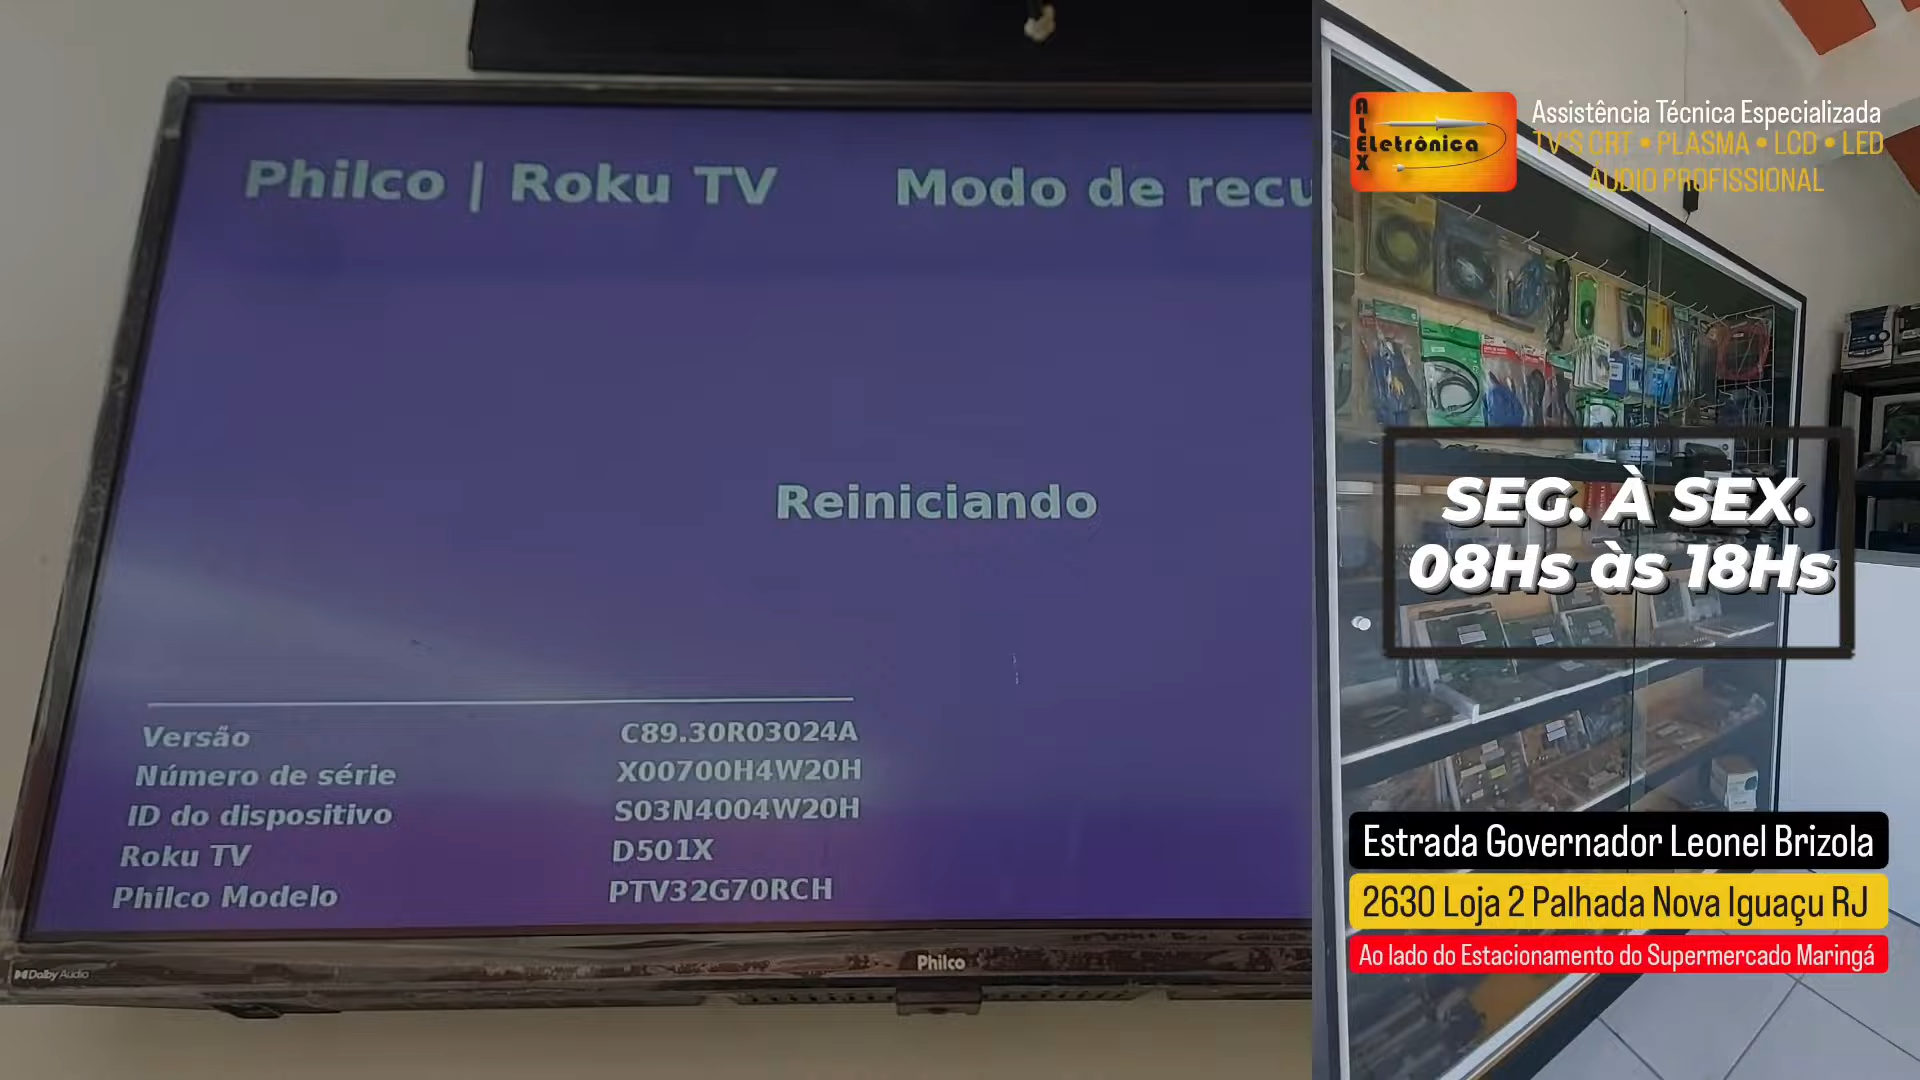 Philco | Roku TV
Modo de recu
Reiniciando
Versão C89.30R03024A
Número de série X00700H4W20H
ID do dispositivo S03N4004W20H
Roku TV D501X
Philco Modelo PTV32G70RCH
Dolby Audio
Philco
ALEX
Eletrônica
Assistência Técnica Especializada
TV'S CRT • PLASMA • LCD • LED
ÁUDIO PROFISSIONAL
SEG. À SEX.
08Hs às 18Hs
Estrada Governador Leonel Brizola
2630 Loja 2 Palhada Nova Iguaçu RJ
Ao lado do Estacionamento do Supermercado Maringá